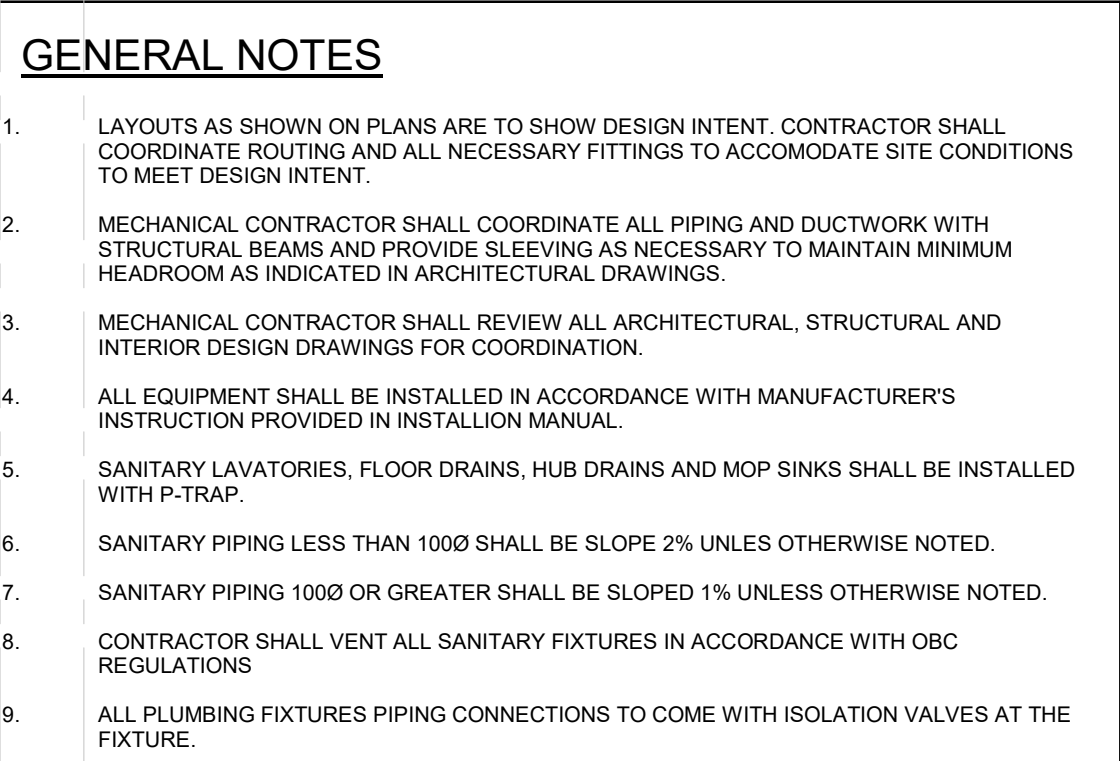 GENERAL NOTES
1. LAYOUTS AS SHOWN ON PLANS ARE TO SHOW DESIGN INTENT. CONTRACTOR SHALL
COORDINATE ROUTING AND ALL NECESSARY FITTINGS TO ACCOMODATE SITE CONDITIONS
TO MEET DESIGN INTENT.
2. MECHANICAL CONTRACTOR SHALL COORDINATE ALL PIPING AND DUCTWORK WITH
STRUCTURAL BEAMS AND PROVIDE SLEEVING AS NECESSARY TO MAINTAIN MINIMUM
HEADROOM AS INDICATED IN ARCHITECTURAL DRAWINGS.
3. MECHANICAL CONTRACTOR SHALL REVIEW ALL ARCHITECTURAL, STRUCTURAL AND
INTERIOR DESIGN DRAWINGS FOR COORDINATION.
4. ALL EQUIPMENT SHALL BE INSTALLED IN ACCORDANCE WITH MANUFACTURER'S
INSTRUCTION PROVIDED IN INSTALLION MANUAL.
5. SANITARY LAVATORIES, FLOOR DRAINS, HUB DRAINS AND MOP SINKS SHALL BE INSTALLED
WITH P-TRAP.
6. SANITARY PIPING LESS THAN 100Ø SHALL BE SLOPE 2% UNLES OTHERWISE NOTED.
7. SANITARY PIPING 100Ø OR GREATER SHALL BE SLOPED 1% UNLESS OTHERWISE NOTED.
8. CONTRACTOR SHALL VENT ALL SANITARY FIXTURES IN ACCORDANCE WITH OBC
REGULATIONS
9. ALL PLUMBING FIXTURES PIPING CONNECTIONS TO COME WITH ISOLATION VALVES AT THE
FIXTURE.